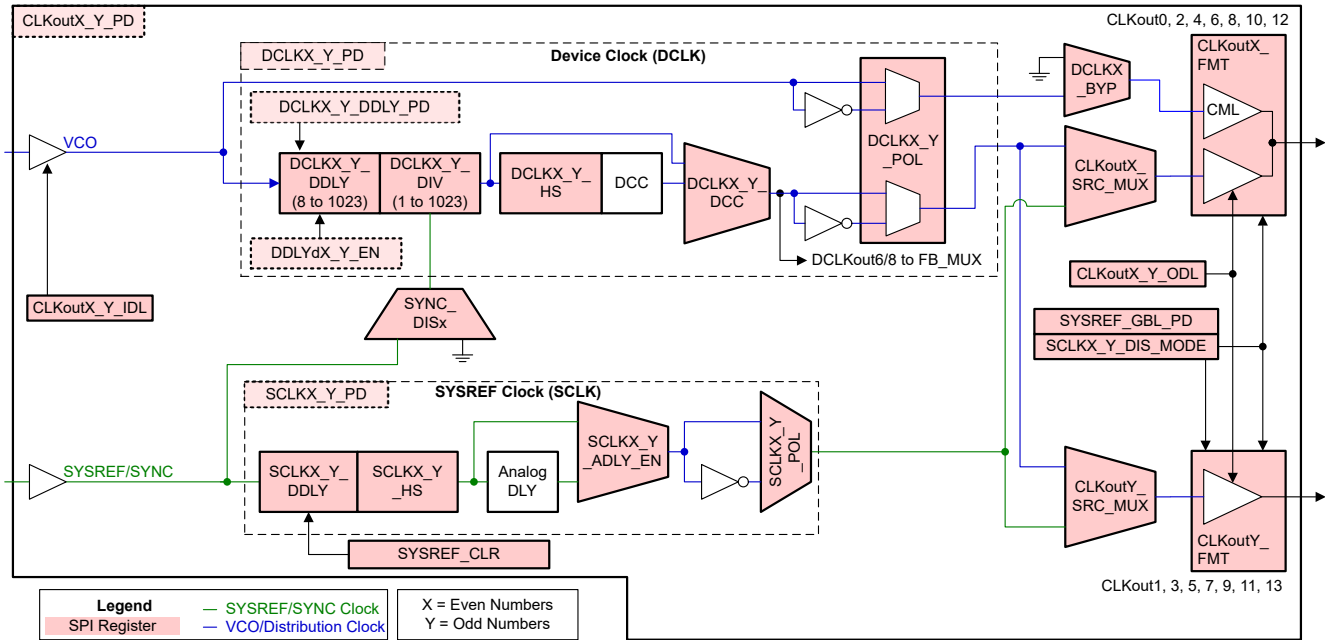 CLKoutX_Y_PD
CLKout0, 2, 4, 6, 8, 10, 12
DCLKX_Y_PD
Device Clock (DCLK)
CLKoutX_
FMT
DCLKX
_BYP
DCLKX_Y_DDLY_PD
CML
VCO
DCLKX_Y_
DDLY
(8 to 1023)
DCLKX_Y_
DIV
(1 to 1023)
DCLKX_Y_
HS
DCC
DCLKX_Y_
DCC
DCLKX_Y
_POL
CLKoutX_
SRC_MUX
DDLYdX_Y_EN
DCLKout6/8 to FB_MUX
CLKoutX_Y_ODL
CLKoutX_Y_IDL
SYNC_
DISx
SYSREF_GBL_PD
SCLKX_Y_DIS_MODE
SCLKX_Y_PD
SYSREF Clock (SCLK)
SYSREF/SYNC
SCLKX_Y_
DDLY
SCLKX_Y
_HS
Analog
DLY
SCLKX_Y
_ADLY_EN
SCLKX_Y
_POL
CLKoutY_
SRC_MUX
CLKoutY_
FMT
SYSREF_CLR
CLKout1, 3, 5, 7, 9, 11, 13
Legend
SPI Register
SYSREF/SYNC Clock
VCO/Distribution Clock
X = Even Numbers
Y = Odd Numbers